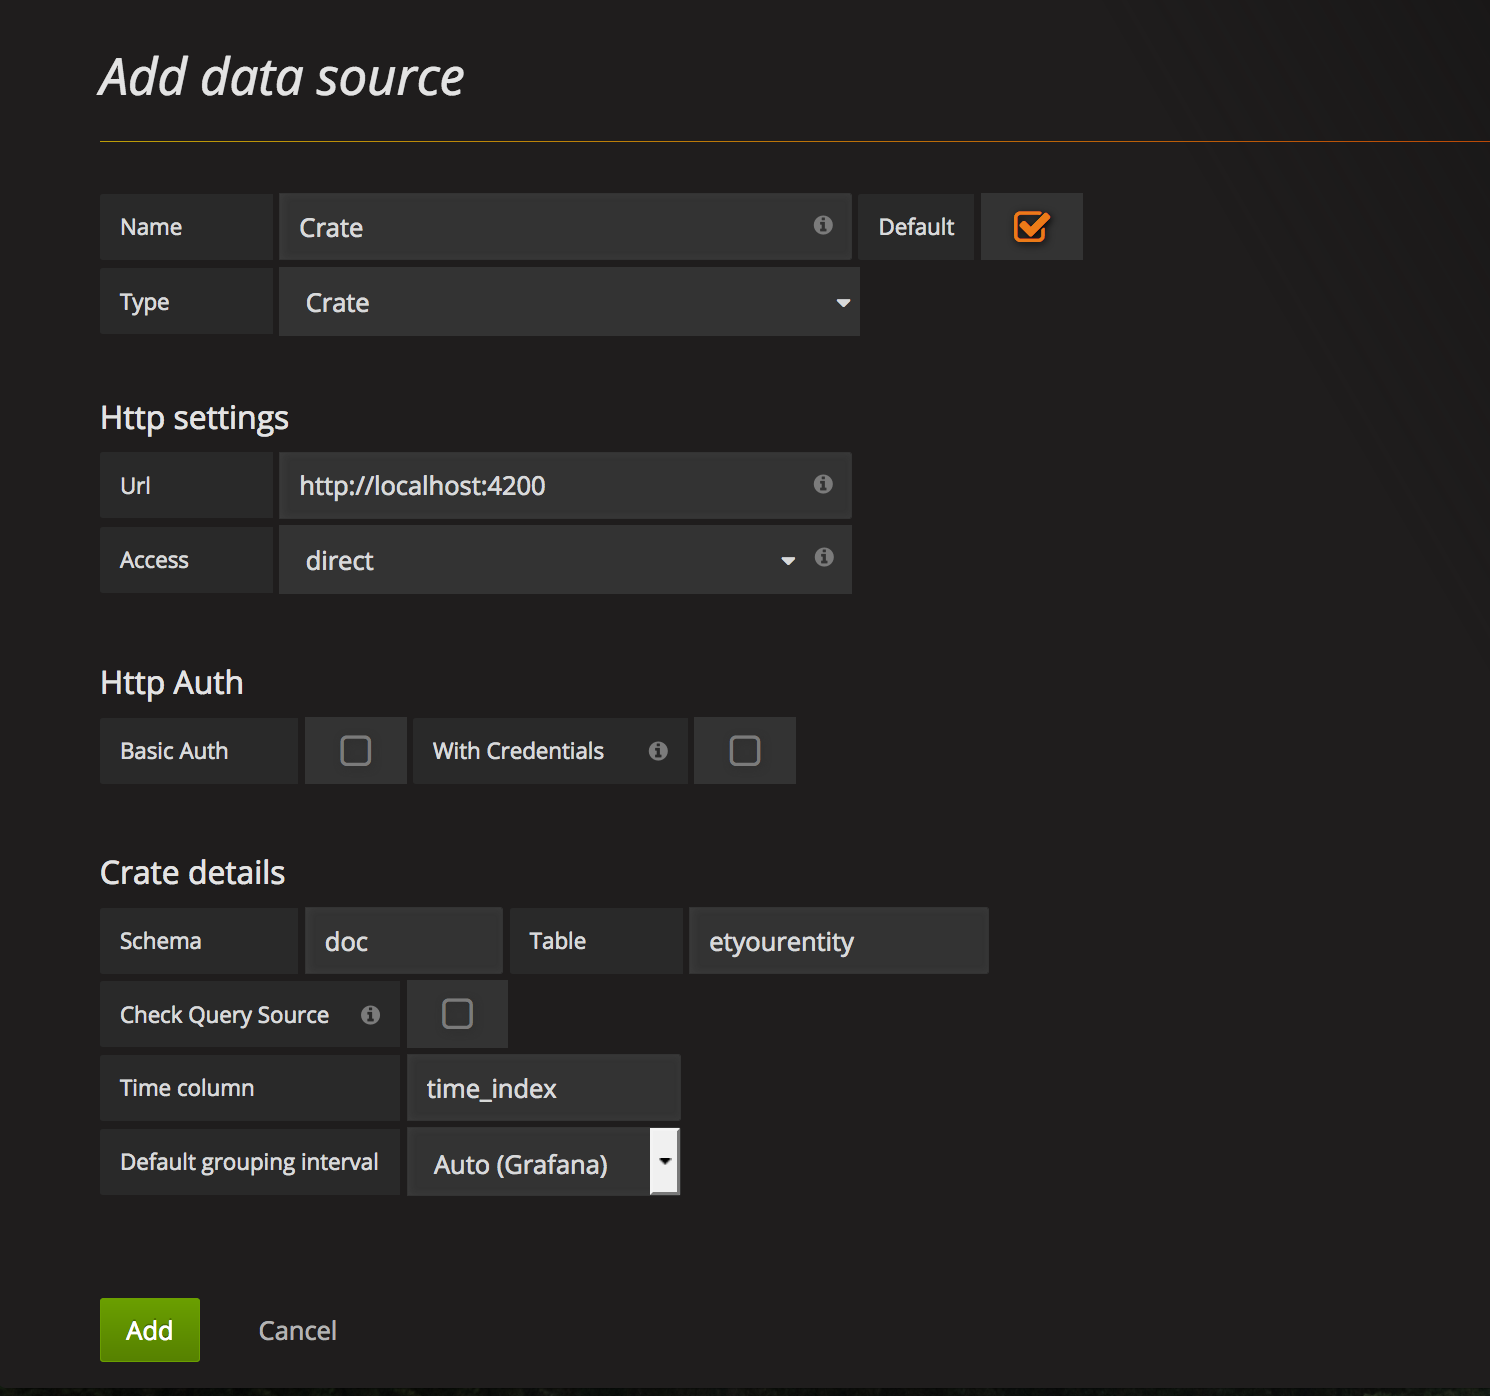 Add data source
Name Crate Default
Type Crate
Http settings
Url http://localhost:4200
Access direct
Http Auth
Basic Auth With Credentials
Crate details
Schema doc Table etyourentity
Check Query Source
Time column time_index
Default grouping interval Auto (Grafana)
Add Cancel